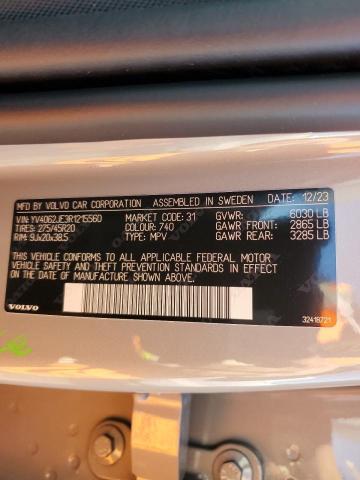 MFD BY VOLVO CAR CORPORATION ASSEMBLED IN SWEDEN DATE: 12/23
VIN: YV4062JE3R1215560 MARKET CODE: 31 GVWR: 6030 LB
TIRES: 275/45R20 COLOUR: 740 GAWR FRONT: 2865 LB
RIM: 9Jx20x38.5 TYPE: MPV GAWR REAR: 3285 LB
THIS VEHICLE CONFORMS TO ALL APPLICABLE FEDERAL MOTOR
VEHICLE SAFETY AND THEFT PREVENTION STANDARDS IN EFFECT
ON THE DATE OF MANUFACTURE SHOWN ABOVE.
VOLVO
32418721